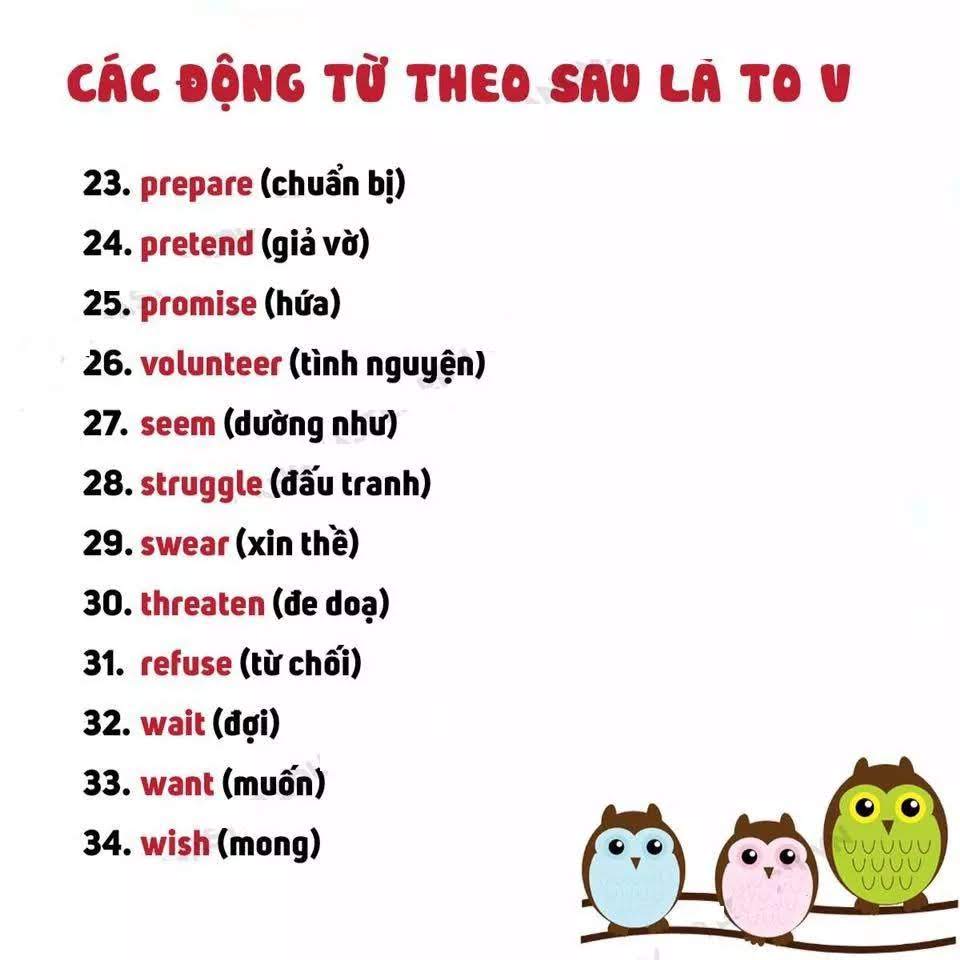 CÁC ĐỘNG TỪ THEO SAU LÀ TO V
23. prepare (chuẩn bị)
24. pretend (giả vờ)
25. promise (hứa)
26. volunteer (tình nguyện)
27. seem (dường như)
28. struggle (đấu tranh)
29. swear (xin thề)
30. threaten (đe doạ)
31. refuse (từ chối)
32. wait (đợi)
33. want (muốn)
34. wish (mong)